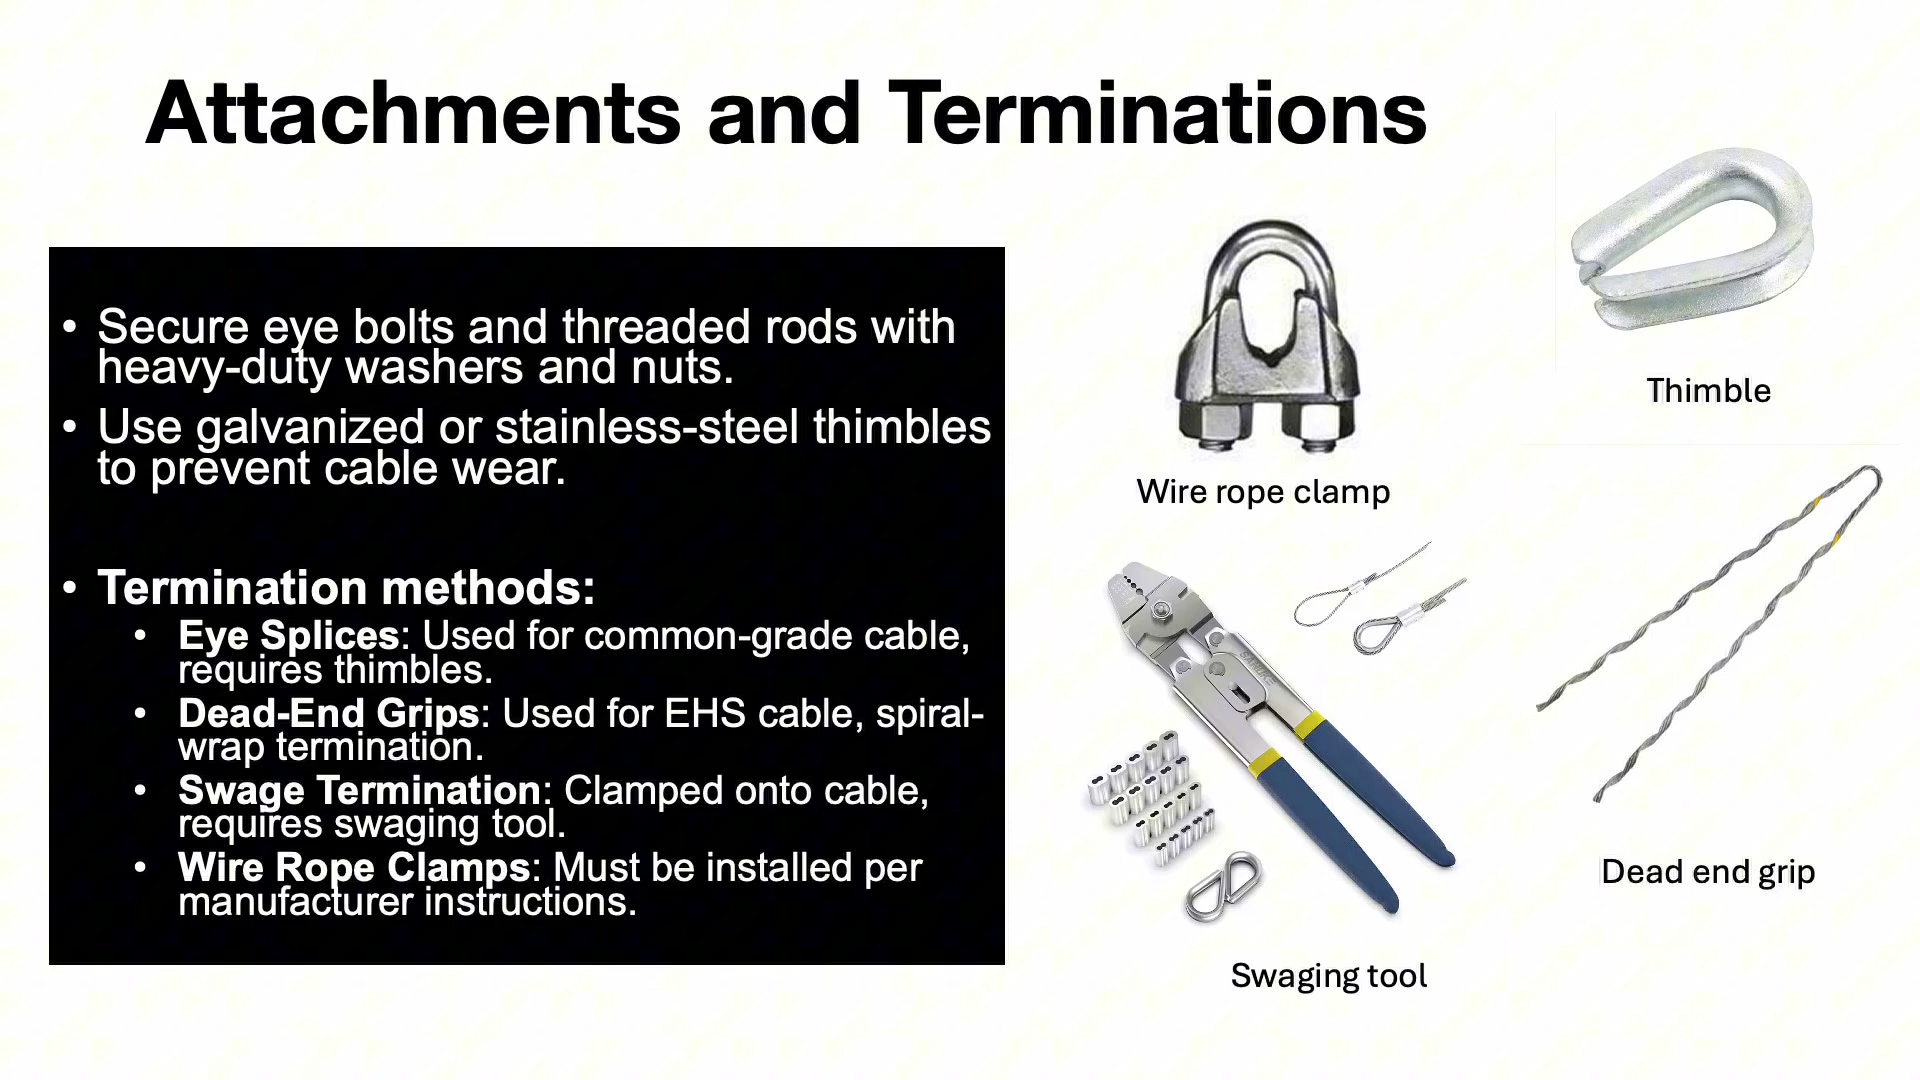 Attachments and Terminations
• Secure eye bolts and threaded rods with
heavy-duty washers and nuts.
• Use galvanized or stainless-steel thimbles
to prevent cable wear.
• Termination methods:
• Eye Splices: Used for common-grade cable,
requires thimbles.
• Dead-End Grips: Used for EHS cable, spiral-
wrap termination.
• Swage Termination: Clamped onto cable,
requires swaging tool.
• Wire Rope Clamps: Must be installed per
manufacturer instructions.
Wire rope clamp
Thimble
Swaging tool
Dead end grip